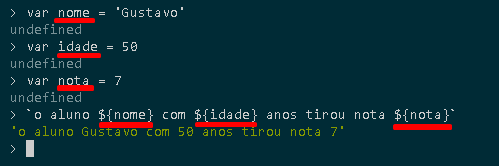 > var nome = 'Gustavo'
undefined
> var idade = 50
undefined
> var nota = 7
undefined
> `o aluno ${nome} com ${idade} anos tirou nota ${nota}`
'o aluno Gustavo com 50 anos tirou nota 7'
>